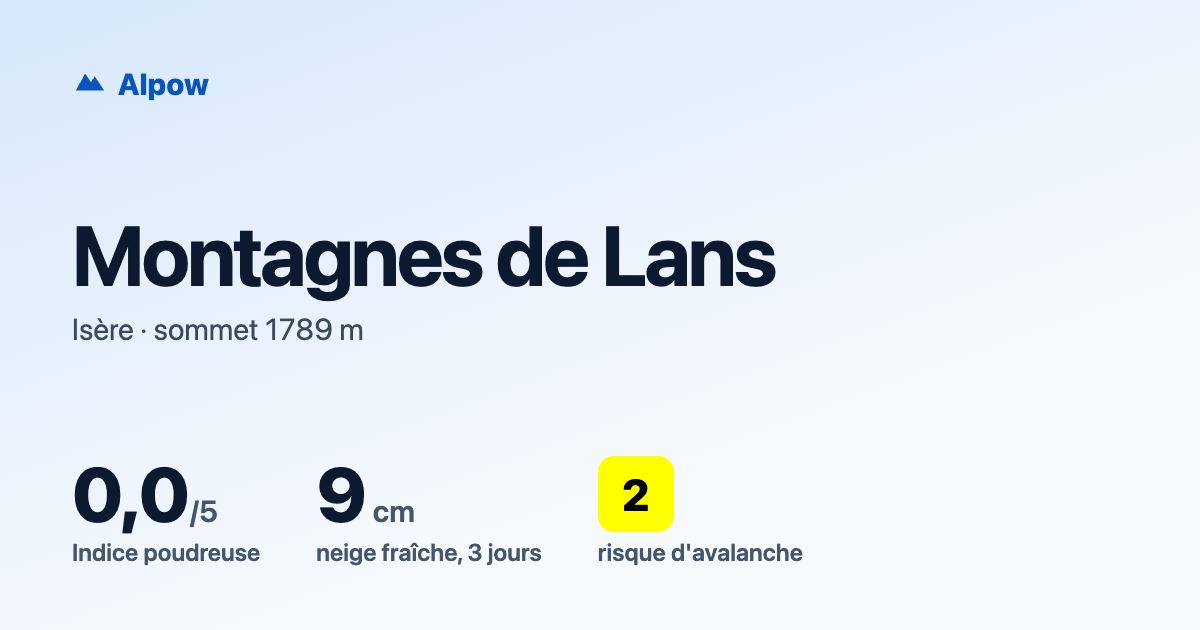 Alpow
Montagnes de Lans
Isère · sommet 1789 m
0,0/5
Indice poudreuse
9 cm
neige fraîche, 3 jours
2
risque d'avalanche